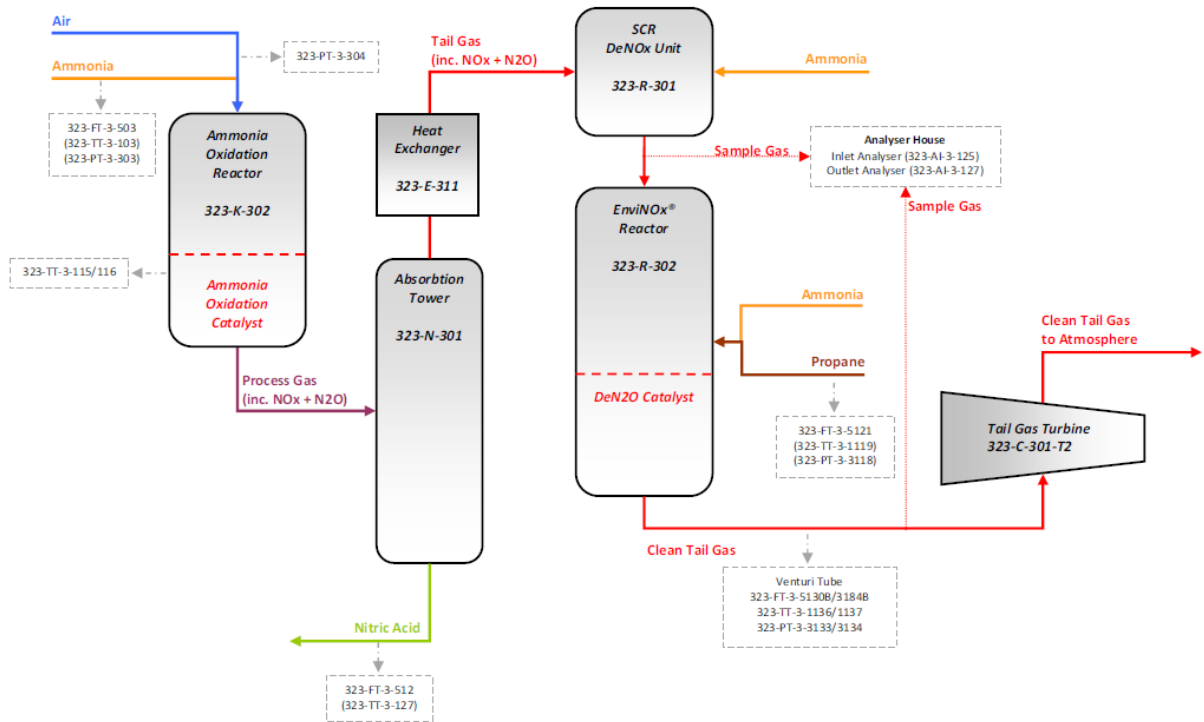 Air
Ammonia
323-PT-3-304
323-FT-3-503
(323-TT-3-103)
(323-PT-3-303)
Ammonia
Oxidation
Reactor
323-K-302
323-TT-3-115/116
Ammonia
Oxidation
Catalyst
Process Gas
(inc. NOx + N2O)
Tail Gas
(inc. NOx + N2O)
Heat
Exchanger
323-E-311
Absorbtion
Tower
323-N-301
Nitric Acid
323-FT-3-512
(323-TT-3-127)
SCR
DeNOx Unit
323-R-301
Ammonia
Sample Gas
Analyser House
Inlet Analyser (323-AI-3-125)
Outlet Analyser (323-AI-3-127)
Sample Gas
EnviNOx®
Reactor
323-R-302
Ammonia
Propane
DeN2O Catalyst
323-FT-3-5121
(323-TT-3-1119)
(323-PT-3-3118)
Clean Tail Gas
to Atmosphere
Tail Gas Turbine
323-C-301-T2
Clean Tail Gas
Venturi Tube
323-FT-3-5130B/3184B
323-TT-3-1136/1137
323-PT-3-3133/3134